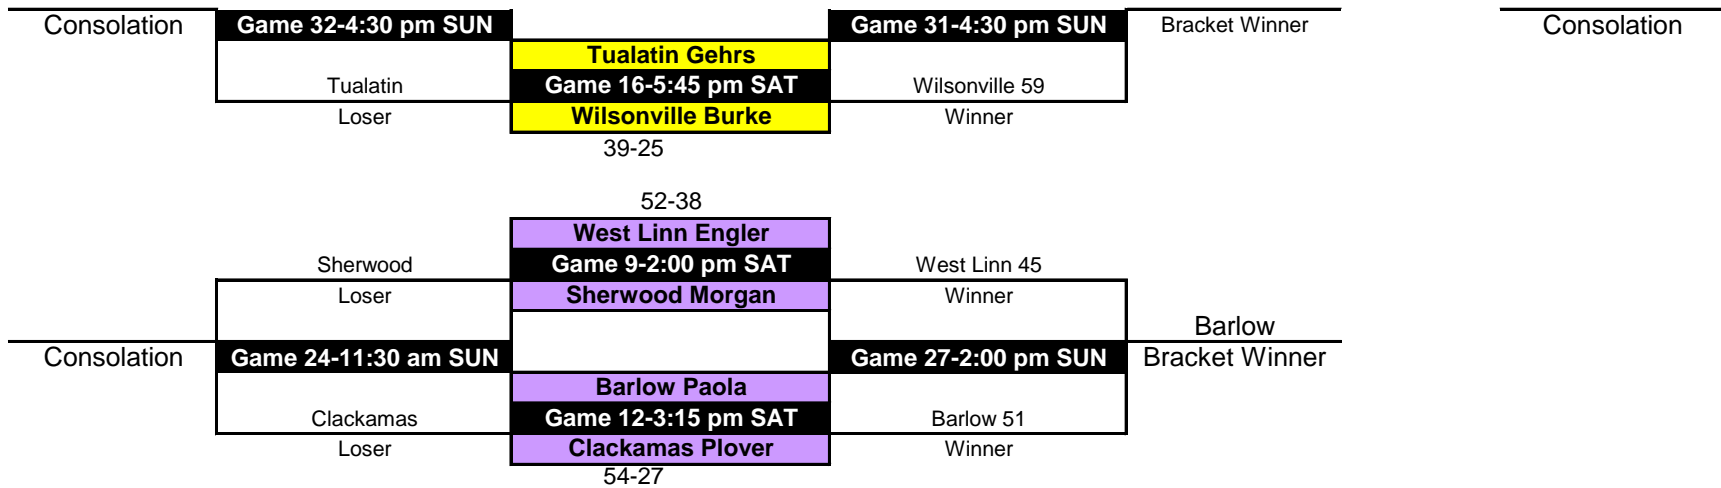 Consolation Game 32-4:30 pm SUN Game 31-4:30 pm SUN Bracket Winner Consolation
Tualatin Gehrs
Tualatin Game 16-5:45 pm SAT Wilsonville 59
Loser Wilsonville Burke Winner
39-25
52-38
West Linn Engler
Sherwood Game 9-2:00 pm SAT West Linn 45
Loser Sherwood Morgan Winner
Barlow
Consolation Game 24-11:30 am SUN Game 27-2:00 pm SUN Bracket Winner
Barlow Paola
Clackamas Game 12-3:15 pm SAT Barlow 51
Loser Clackamas Plover Winner
54-27